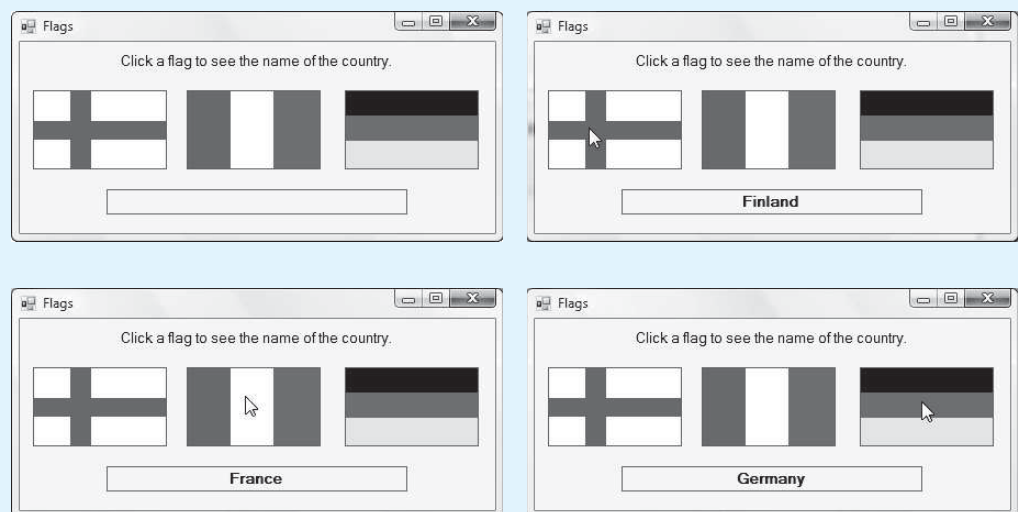 Flags
Click a flag to see the name of the country.
Flags
Click a flag to see the name of the country.
Finland
Flags
Click a flag to see the name of the country.
France
Flags
Click a flag to see the name of the country.
Germany